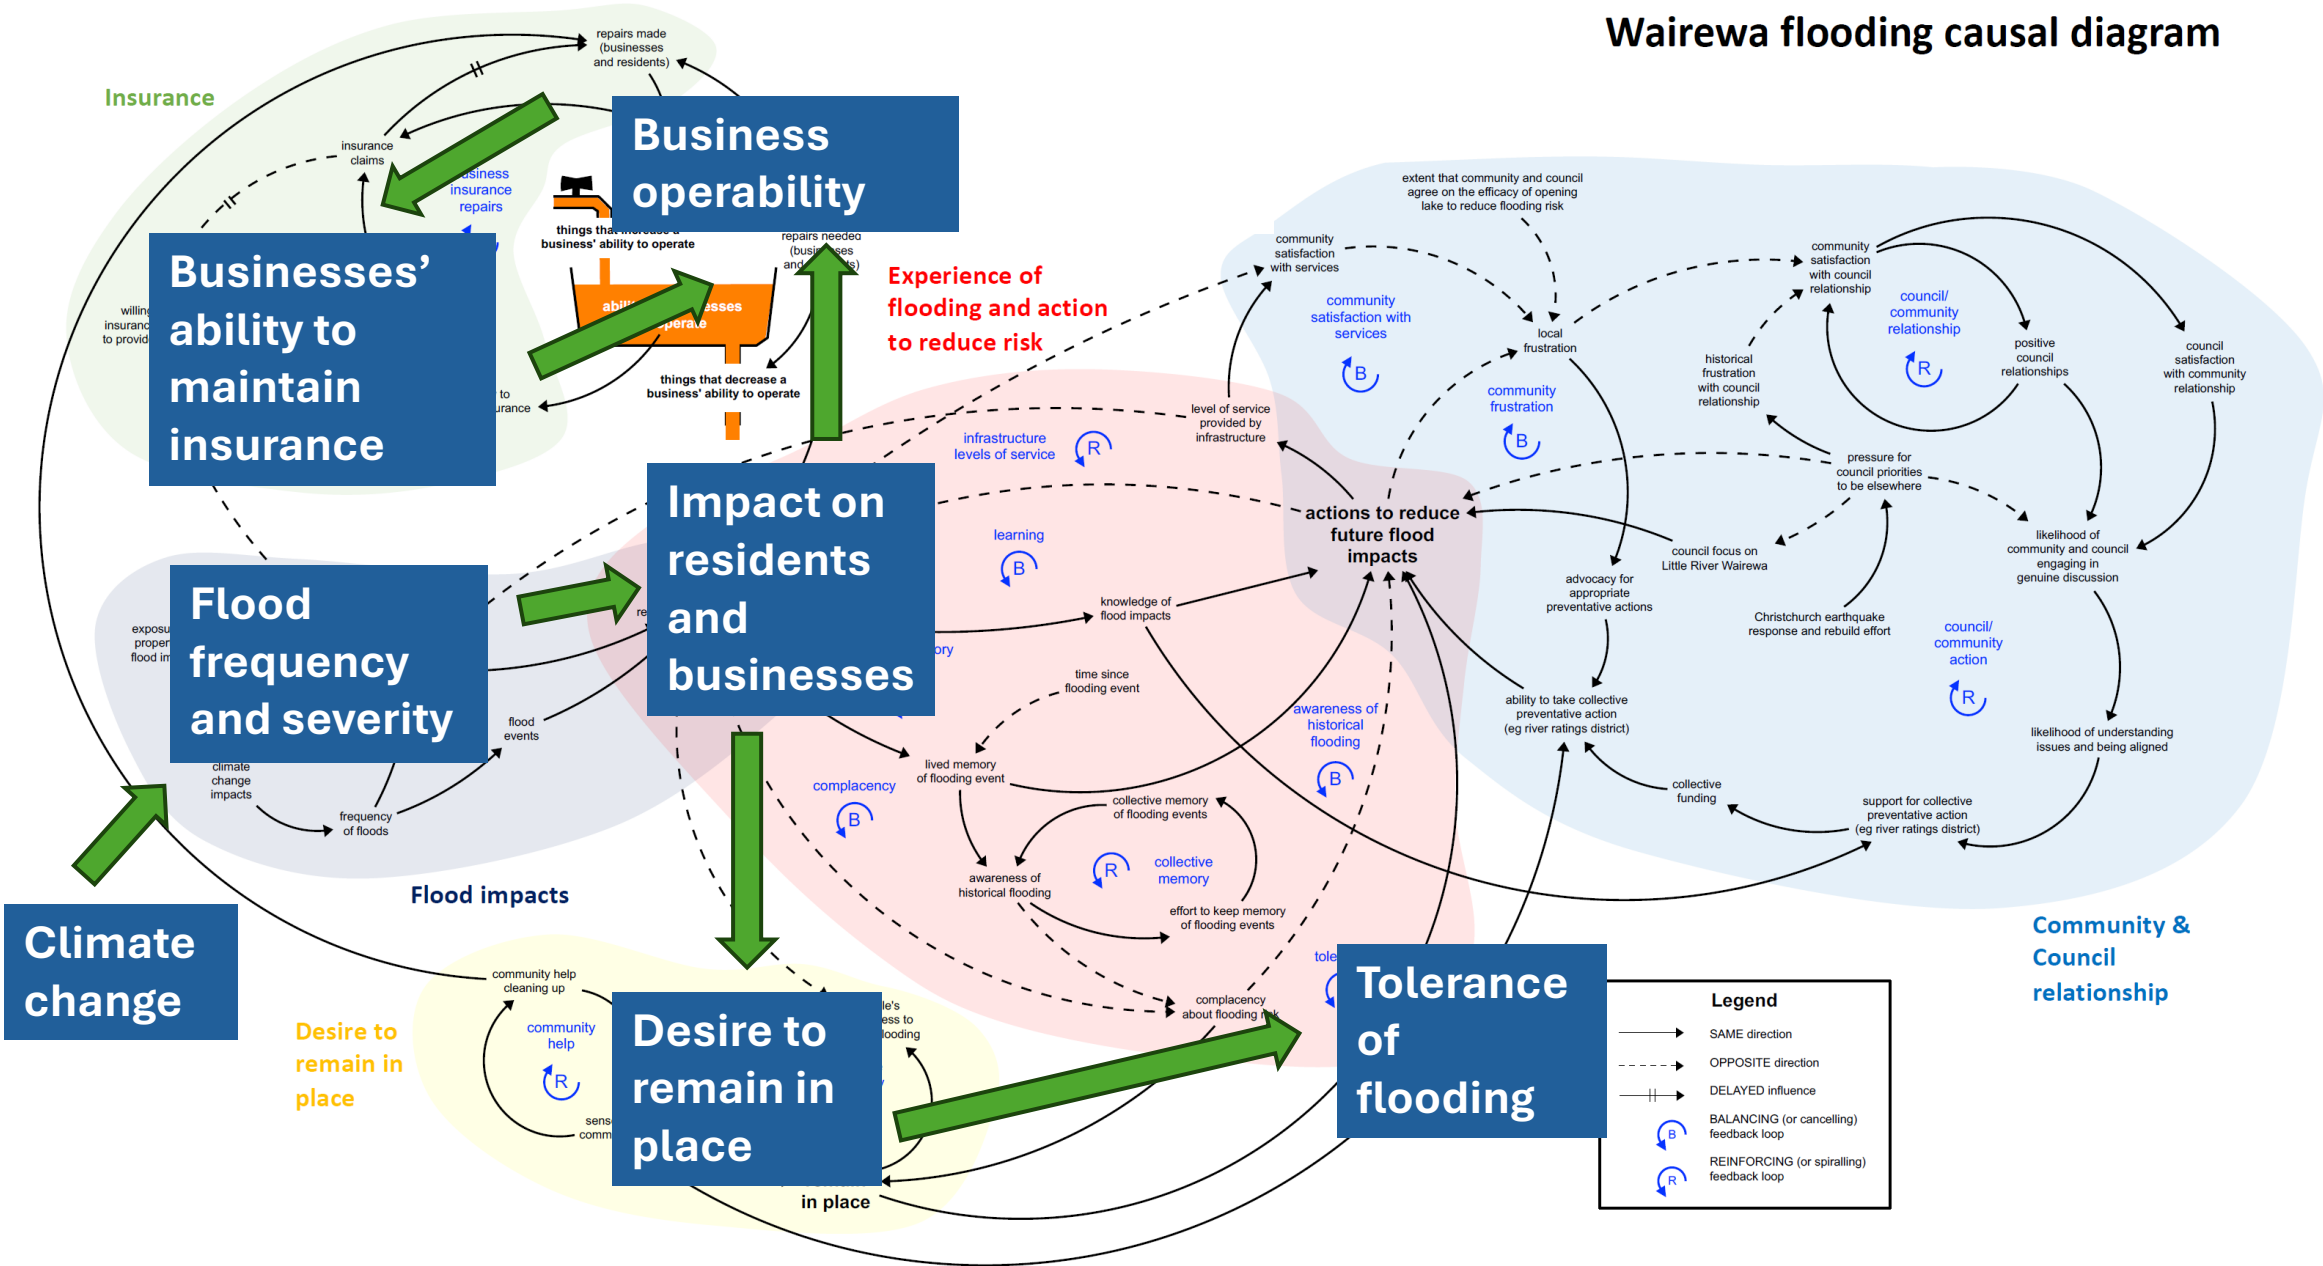 Wairewa flooding causal diagram
Insurance
repairs made
(businesses
and residents)
insurance
claims
business
insurance
repairs
Business
operability
things that increase a
business' ability to operate
repairs needed
(businesses
Businesses'
ability to
maintain
insurance
to
things that decrease a
business' ability to operate
Experience of
flooding and action
to reduce risk
extent that community and council
agree on the efficacy of opening
lake to reduce flooding risk
community
satisfaction
with services
community
satisfaction with
services
B
local
frustration
community
frustration
B
community
satisfaction
with council
relationship
council/
community
relationship
R
historical
frustration
with council
relationship
positive
council
relationships
council
satisfaction
with community
relationship
level of service
provided by
infrastructure
infrastructure
levels of service
R
pressure for
council priorities
to be elsewhere
Impact on
residents
and
businesses
learning
B
actions to reduce
future flood
impacts
council focus on
Little River Wairewa
likelihood of
community and council
engaging in
genuine discussion
advocacy for
appropriate
preventative actions
Christchurch earthquake
response and rebuild effort
council/
community
action
R
Flood
frequency
and severity
flood
knowledge of
flood impacts
time since
flooding event
flood
events
climate
change
impacts
frequency
of floods
lived memory
of flooding event
complacency
B
awareness of
historical
flooding
B
ability to take collective
preventative action
(eg river ratings district)
likelihood of understanding
issues and being aligned
collective
funding
support for collective
preventative action
(eg river ratings district)
collective memory
of flooding events
R
collective
memory
awareness of
historical flooding
effort to keep memory
of flooding events
Flood impacts
Climate
change
Community &
Council
relationship
community help
cleaning up
community
help
R
Desire to
remain in
place
Desire to
remain in
place
in place
complacency
about flooding risk
Tolerance
of
flooding
Legend
SAME direction
OPPOSITE direction
DELAYED influence
B
BALANCING (or cancelling)
feedback loop
R
REINFORCING (or spiralling)
feedback loop